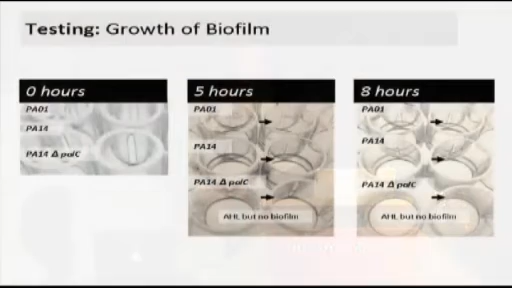 Testing: Growth of Biofilm
0 hours
PA01
PA14
PA14 Δ pelC
5 hours
PA01
PA14
PA14 Δ pelC
AHL but no biofilm
8 hours
PA01
PA14
PA14 Δ pelC
AHL but no biofilm